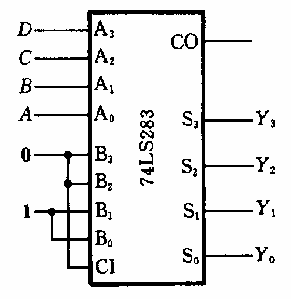 D A₃
C A₂
B A₁
A A₀
0 B₃
B₂
1 B₁
B₀
CI
74LS283
CO
S₃ Y₃
S₂ Y₂
S₁ Y₁
S₀ Y₀